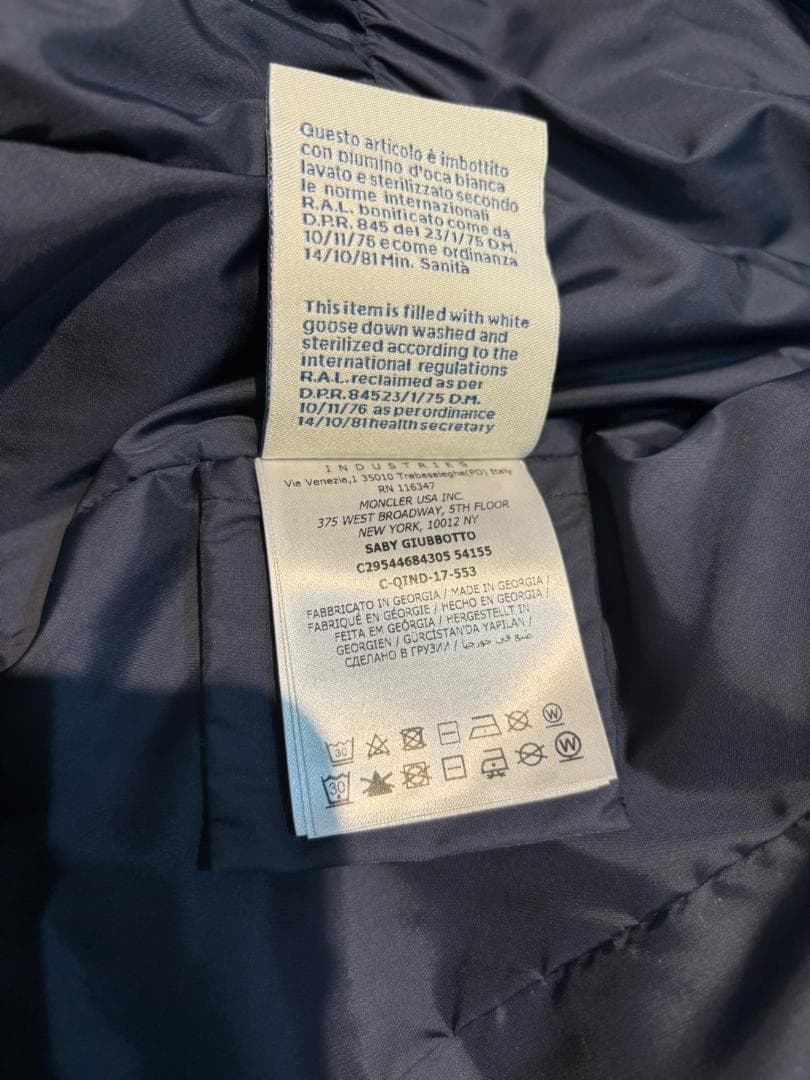 Questo articolo è imbottito
con piumino d'oca bianca
lavato e sterilizzato secondo
le norme internazionali
R.A.L. bonificato come da
D.P.R. 845 del 23/1/75 D.M.
10/11/76 e come ordinanza
14/10/81 Min. Sanità
This item is filled with white
goose down washed and
sterilized according to the
international regulations
R.A.L. reclaimed as per
D.P.R. 84523/1/75 D.M.
10/11/76 as per ordinance
14/10/81 health secretary
INDUSTRIES
Via Venezia,1 35010 Trebaseleghe(PD) Italy
RN 116347
MONCLER USA INC.
375 WEST BROADWAY, 5TH FLOOR
NEW YORK, 10012 NY
SABY GIUBBOTTO
C29544684305 54155
C-QIND-17-553
FABBRICATO IN GEORGIA / MADE IN GEORGIA /
FABRIQUÉ EN GÉORGIE / HECHO EN GEORGIA /
FEITA EM GEÓRGIA / HERGESTELLT IN
GEORGIEN / GÜRCİSTAN'DA YAPILAN /
СДЕЛАНО В ГРУЗИИ / صنع في جورجيا
30 W
30 W